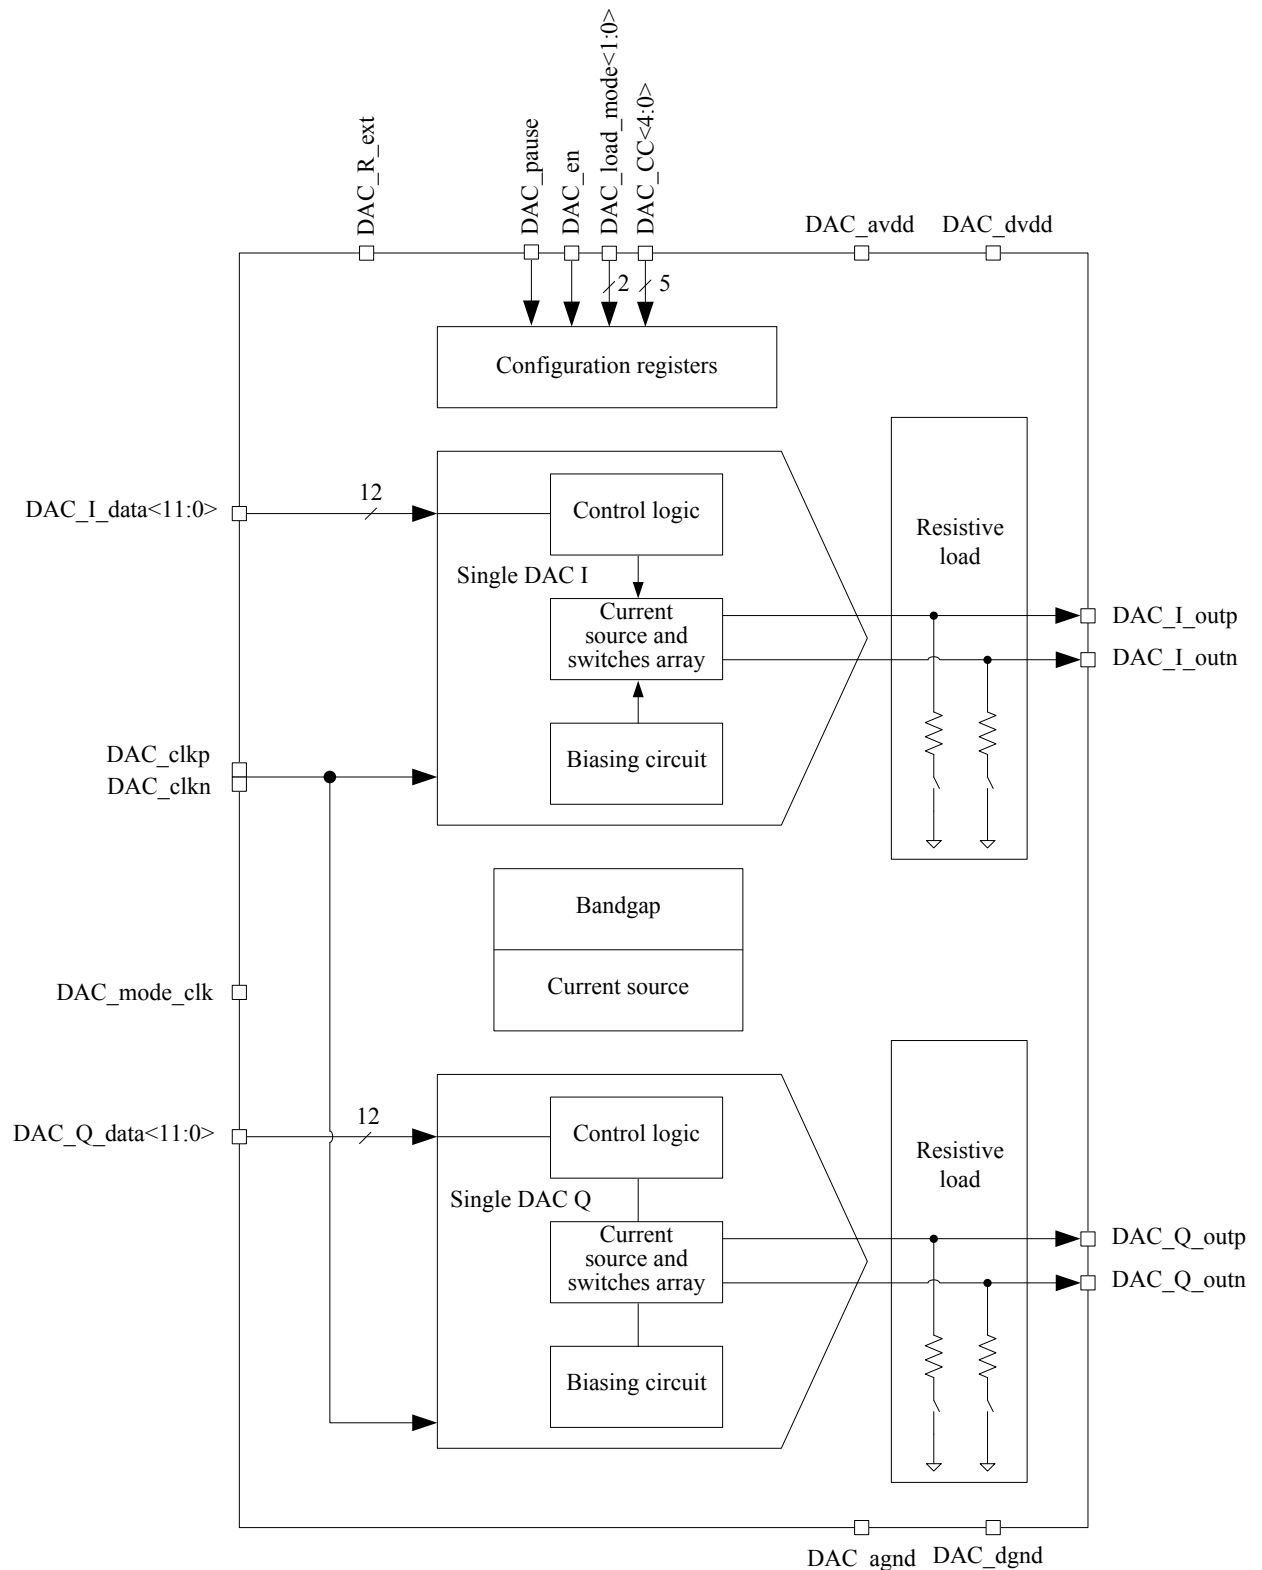 DAC_R_ext
DAC_pause
DAC_en
DAC_load_mode<1:0>
DAC_CC<4:0>
DAC_avdd
DAC_dvdd
2
5
Configuration registers
DAC_I_data<11:0>
12
Control logic
Single DAC I
Current
source and
switches array
Biasing circuit
Resistive
load
DAC_I_outp
DAC_I_outn
DAC_clkp
DAC_clkn
Bandgap
Current source
DAC_mode_clk
DAC_Q_data<11:0>
12
Control logic
Single DAC Q
Current
source and
switches array
Biasing circuit
Resistive
load
DAC_Q_outp
DAC_Q_outn
DAC_agnd
DAC_dgnd